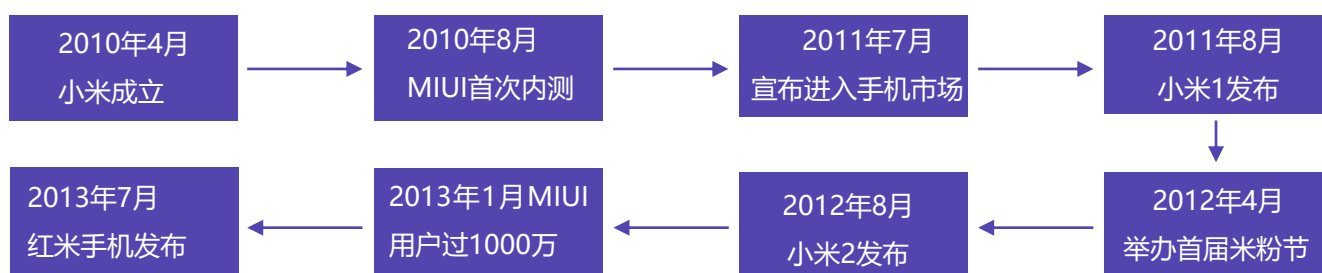 2010年4月
小米成立
2010年8月
MIUI首次内测
2011年7月
宣布进入手机市场
2011年8月
小米1发布
2012年4月
举办首届米粉节
2012年8月
小米2发布
2013年1月MIUI
用户过1000万
2013年7月
红米手机发布